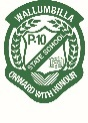 WALLUMBILLA
P-10
STATE SCHOOL
ONWARD WITH HONOUR